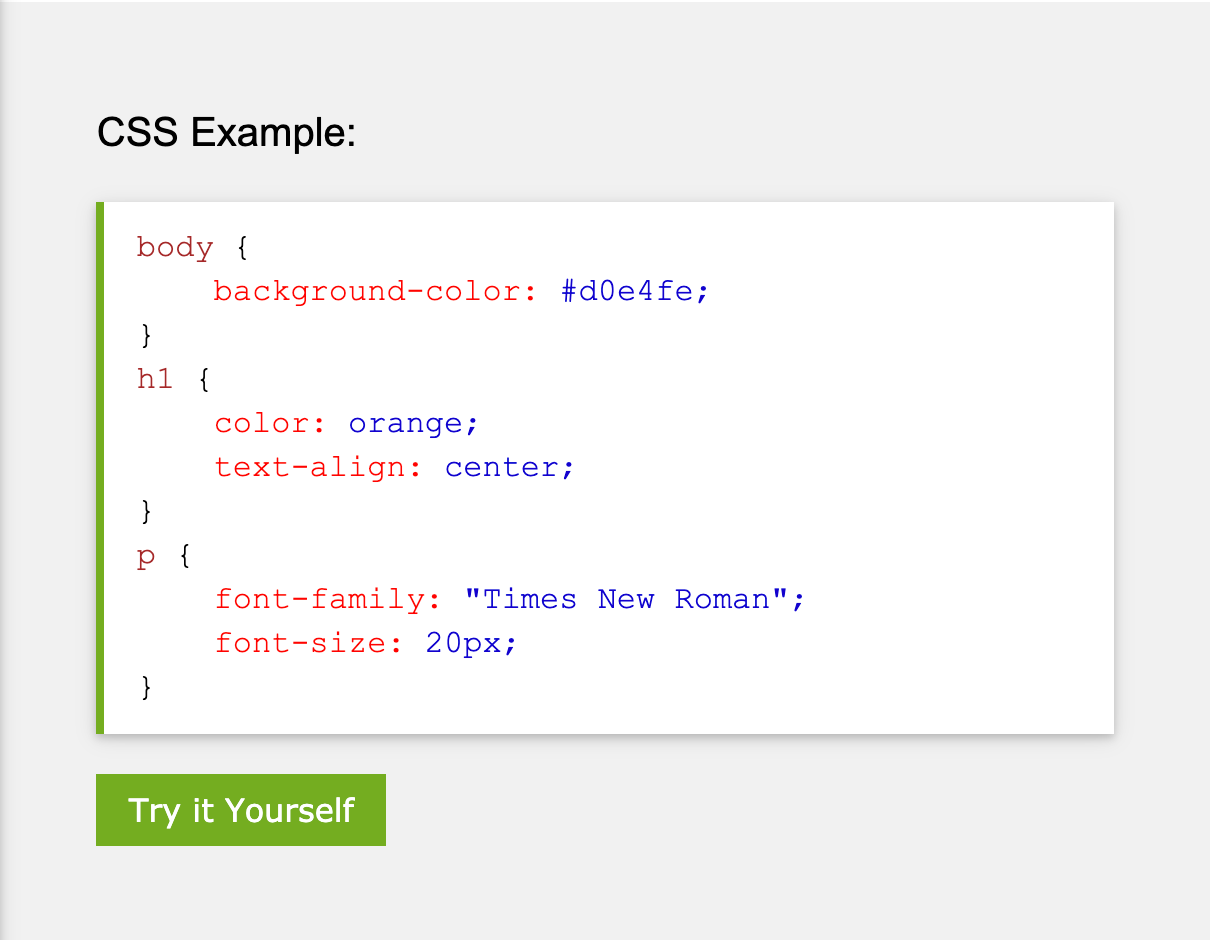 CSS Example:
body {
    background-color: #d0e4fe;
}
h1 {
    color: orange;
    text-align: center;
}
p {
    font-family: "Times New Roman";
    font-size: 20px;
}
Try it Yourself